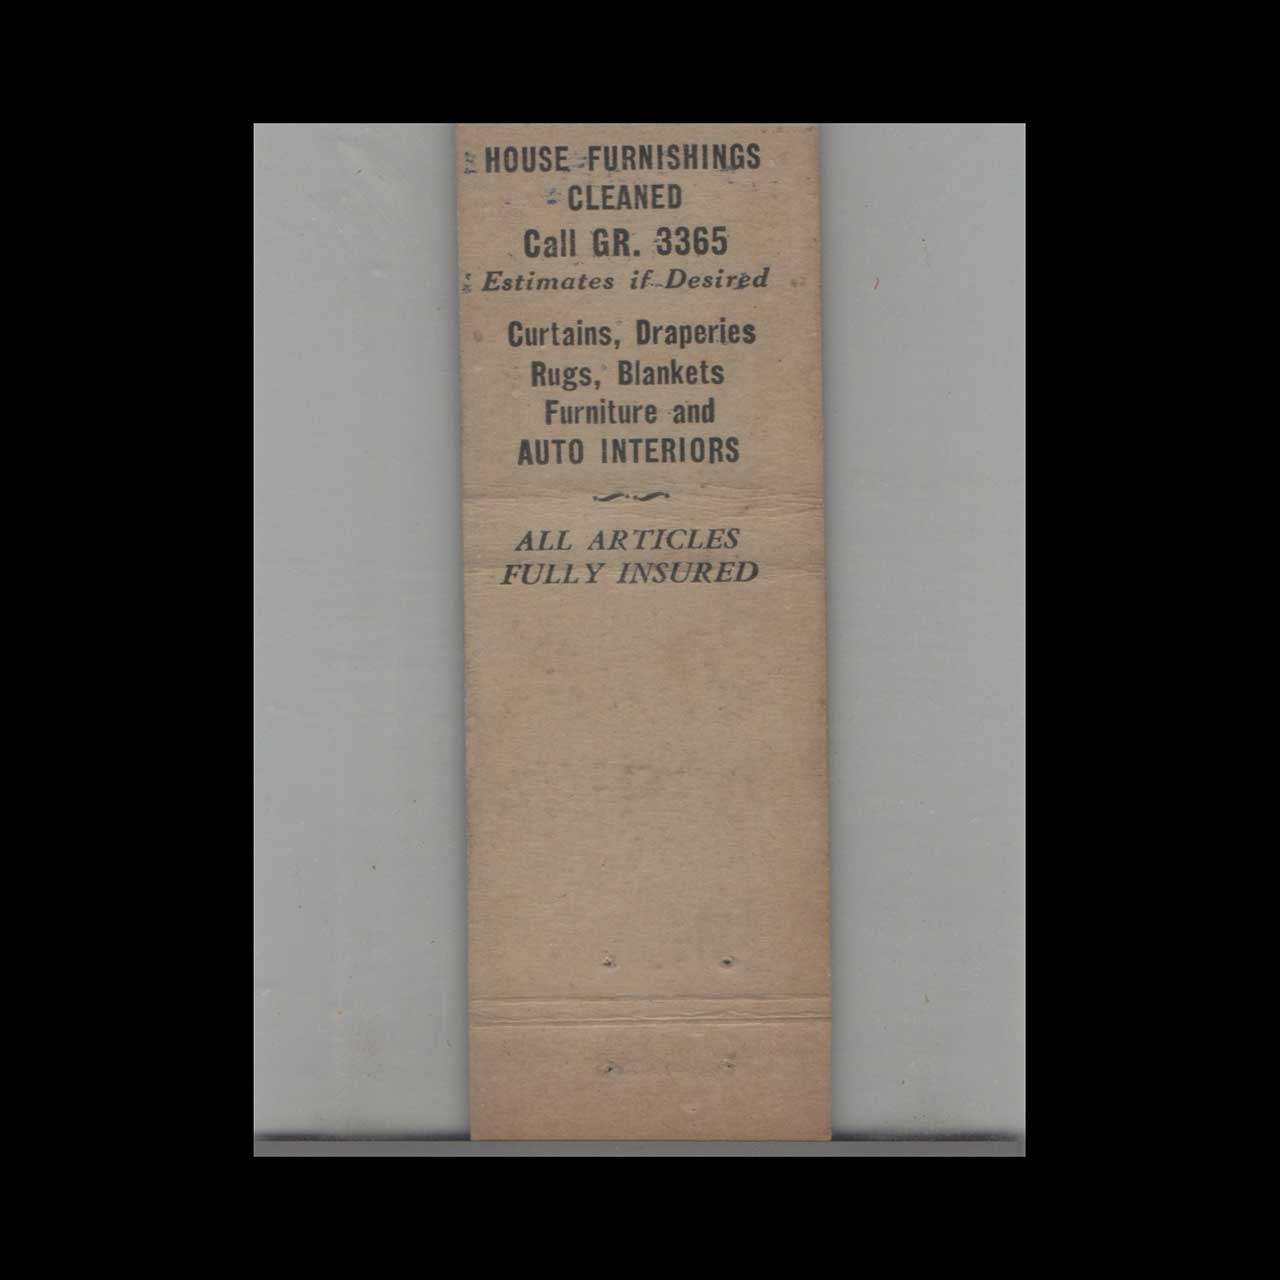 HOUSE FURNISHINGS
CLEANED
Call GR. 3365
Estimates if Desired
Curtains, Draperies
Rugs, Blankets
Furniture and
AUTO INTERIORS
ALL ARTICLES
FULLY INSURED